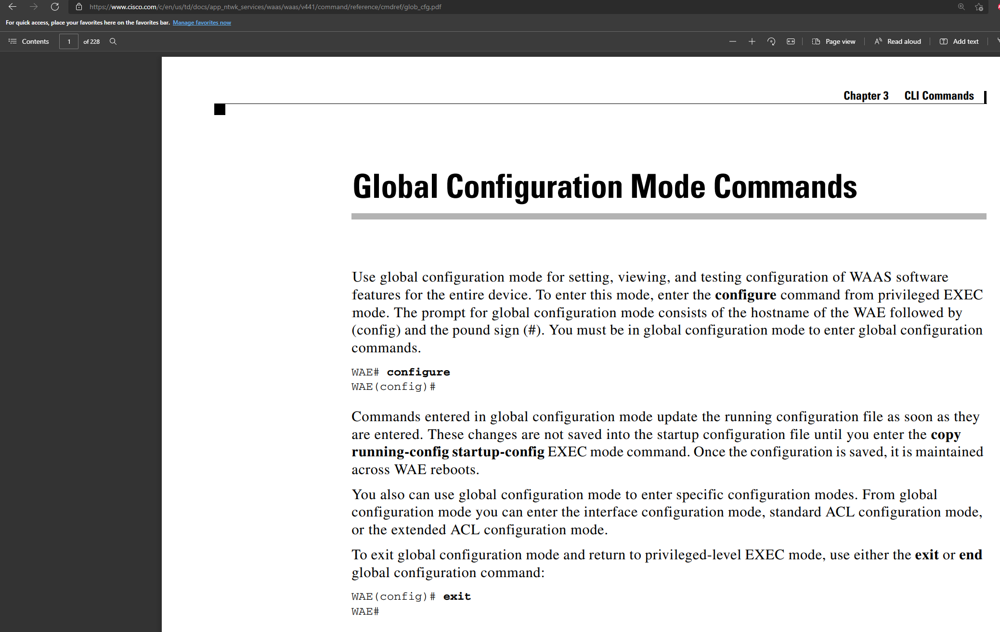 https://www.cisco.com/c/en/us/td/docs/app_ntwk_services/waas/waas/v441/command/reference/cmdref/glob_cfg.pdf
For quick access, place your favorites here on the favorites bar. Manage favorites now
Contents 1 of 228 Page view Read aloud Add text
Chapter 3 CLI Commands
Global Configuration Mode Commands
Use global configuration mode for setting, viewing, and testing configuration of WAAS software
features for the entire device. To enter this mode, enter the configure command from privileged EXEC
mode. The prompt for global configuration mode consists of the hostname of the WAE followed by
(config) and the pound sign (#). You must be in global configuration mode to enter global configuration
commands.
WAE# configure
WAE(config)#
Commands entered in global configuration mode update the running configuration file as soon as they
are entered. These changes are not saved into the startup configuration file until you enter the copy
running-config startup-config EXEC mode command. Once the configuration is saved, it is maintained
across WAE reboots.
You also can use global configuration mode to enter specific configuration modes. From global
configuration mode you can enter the interface configuration mode, standard ACL configuration mode,
or the extended ACL configuration mode.
To exit global configuration mode and return to privileged-level EXEC mode, use either the exit or end
global configuration command:
WAE(config)# exit
WAE#